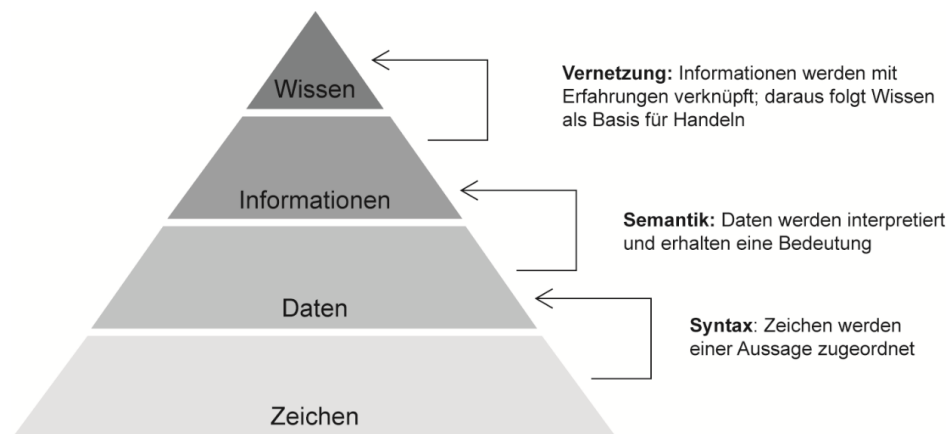 Wissen
Vernetzung: Informationen werden mit
Erfahrungen verknüpft; daraus folgt Wissen
als Basis für Handeln
Informationen
Semantik: Daten werden interpretiert
und erhalten eine Bedeutung
Daten
Syntax: Zeichen werden
einer Aussage zugeordnet
Zeichen